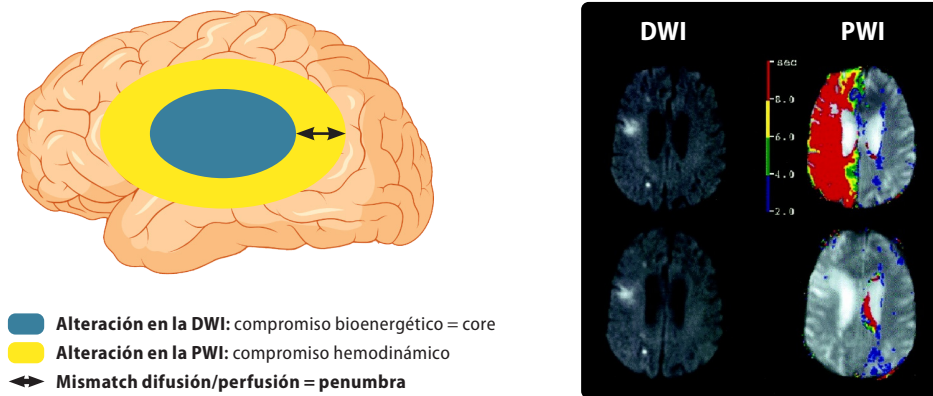 Alteración en la DWI: compromiso bioenergético = core
Alteración en la PWI: compromiso hemodinámico
Mismatch difusión/perfusión = penumbra
DWI
PWI
sec
8.0
6.0
4.0
2.0